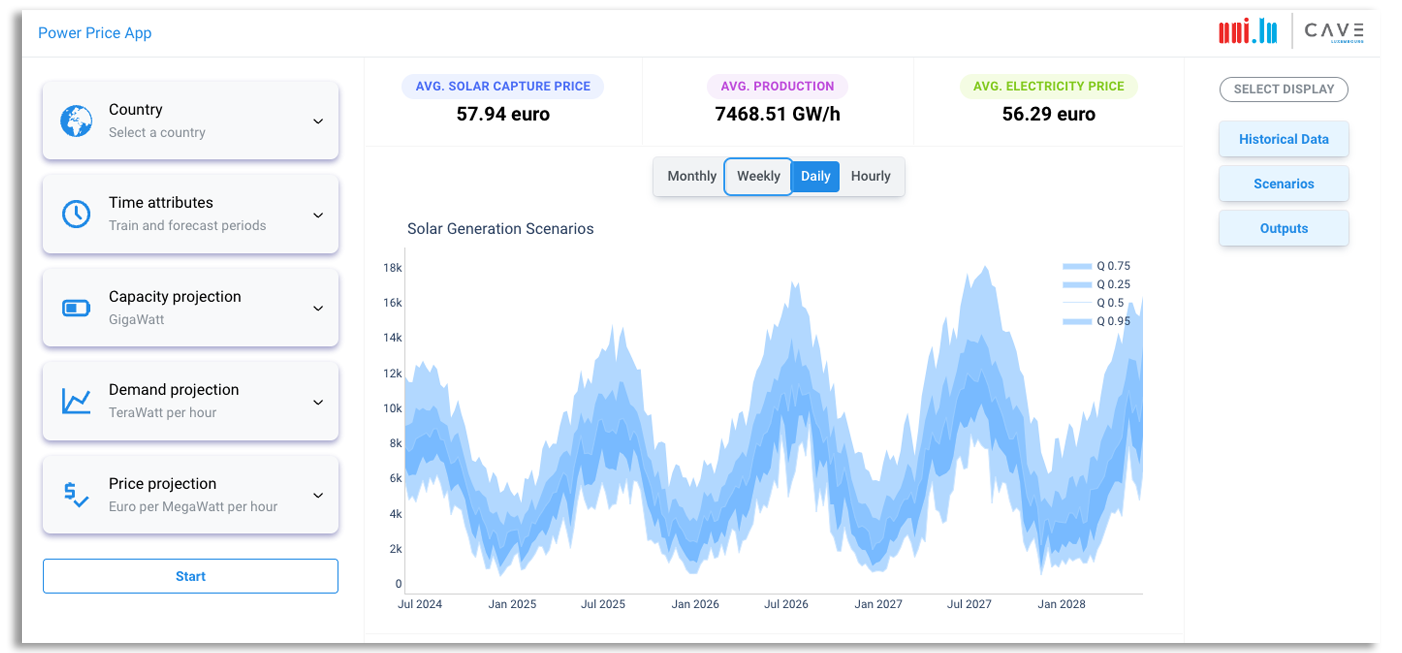 Power Price App
uni.lu
CAVE
LUXEMBOURG
Country
Select a country
Time attributes
Train and forecast periods
Capacity projection
GigaWatt
Demand projection
TeraWatt per hour
Price projection
Euro per MegaWatt per hour
Start
AVG. SOLAR CAPTURE PRICE
57.94 euro
AVG. PRODUCTION
7468.51 GW/h
AVG. ELECTRICITY PRICE
56.29 euro
Monthly Weekly Daily Hourly
Solar Generation Scenarios
18k
16k
14k
12k
10k
8k
6k
4k
2k
0
Jul 2024 Jan 2025 Jul 2025 Jan 2026 Jul 2026 Jan 2027 Jul 2027 Jan 2028
Q 0.75
Q 0.25
Q 0.5
Q 0.95
SELECT DISPLAY
Historical Data
Scenarios
Outputs